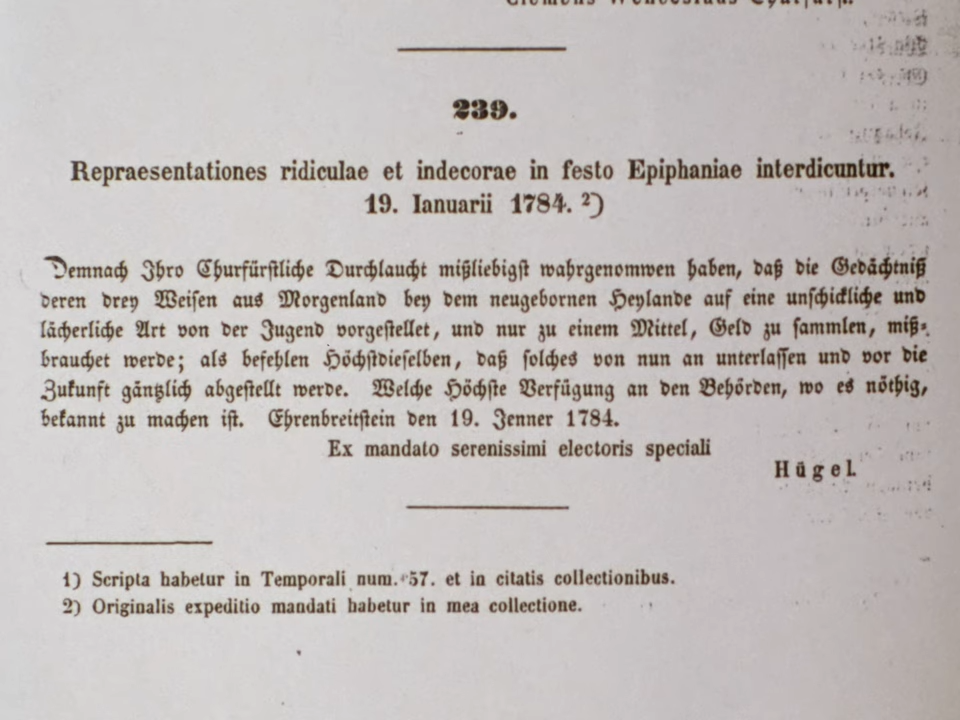 Clemens Wenceslaus Churfürst.
239.
Repraesentationes ridiculae et indecorae in festo Epiphaniae interdicuntur.
19. Ianuarii 1784. ²)
Demnach Ihro Churfürstliche Durchlaucht mißliebigst wahrgenomwen haben, daß die Gedächtniß
deren drey Weisen aus Morgenland bey dem neugebornen Heylande auf eine unschickliche und
lächerliche Art von der Jugend vorgestellet, und nur zu einem Mittel, Geld zu sammlen, miß-
brauchet werde; als befehlen Höchstdieselben, daß solches von nun an unterlassen und vor die
Zukunft gäntzlich abgestellt werde. Welche Höchste Verfügung an den Behörden, wo es nöthig,
bekannt zu machen ist. Ehrenbreitstein den 19. Jenner 1784.
Ex mandato serenissimi electoris speciali
Hügel.
1) Scripta habetur in Temporali num. 57. et in citatis collectionibus.
2) Originalis expeditio mandati habetur in mea collectione.